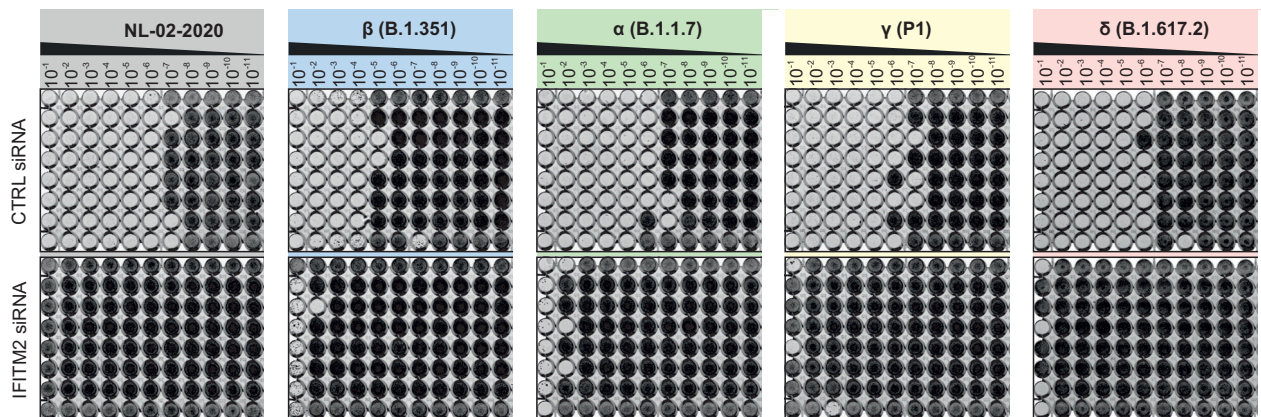 NL-02-2020
β (B.1.351)
α (B.1.1.7)
γ (P1)
δ (B.1.617.2)
10⁻¹ 10⁻² 10⁻³ 10⁻⁴ 10⁻⁵ 10⁻⁶ 10⁻⁷ 10⁻⁸ 10⁻⁹ 10⁻¹⁰ 10⁻¹¹
10⁻¹ 10⁻² 10⁻³ 10⁻⁴ 10⁻⁵ 10⁻⁶ 10⁻⁷ 10⁻⁸ 10⁻⁹ 10⁻¹⁰ 10⁻¹¹
10⁻¹ 10⁻² 10⁻³ 10⁻⁴ 10⁻⁵ 10⁻⁶ 10⁻⁷ 10⁻⁸ 10⁻⁹ 10⁻¹⁰ 10⁻¹¹
10⁻¹ 10⁻² 10⁻³ 10⁻⁴ 10⁻⁵ 10⁻⁶ 10⁻⁷ 10⁻⁸ 10⁻⁹ 10⁻¹⁰ 10⁻¹¹
10⁻¹ 10⁻² 10⁻³ 10⁻⁴ 10⁻⁵ 10⁻⁶ 10⁻⁷ 10⁻⁸ 10⁻⁹ 10⁻¹⁰ 10⁻¹¹
CTRL siRNA
IFITM2 siRNA